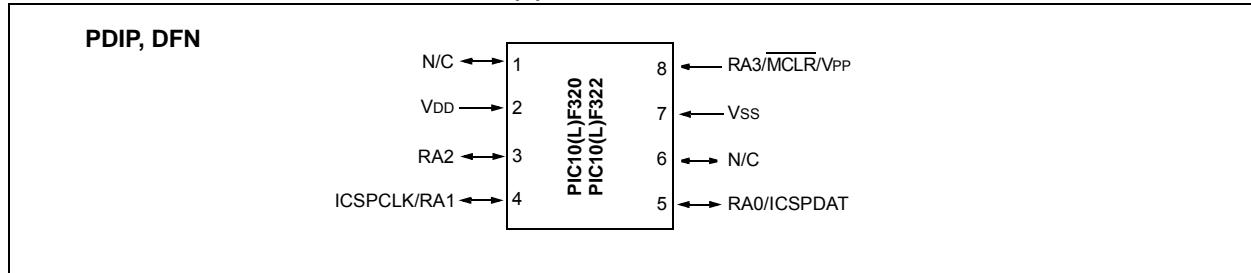 PDIP, DFN
N/C 1
VDD 2
RA2 3
ICSPCLK/RA1 4
PIC10(L)F320
PIC10(L)F322
8 RA3/MCLR/VPP
7 VSS
6 N/C
5 RA0/ICSPDAT